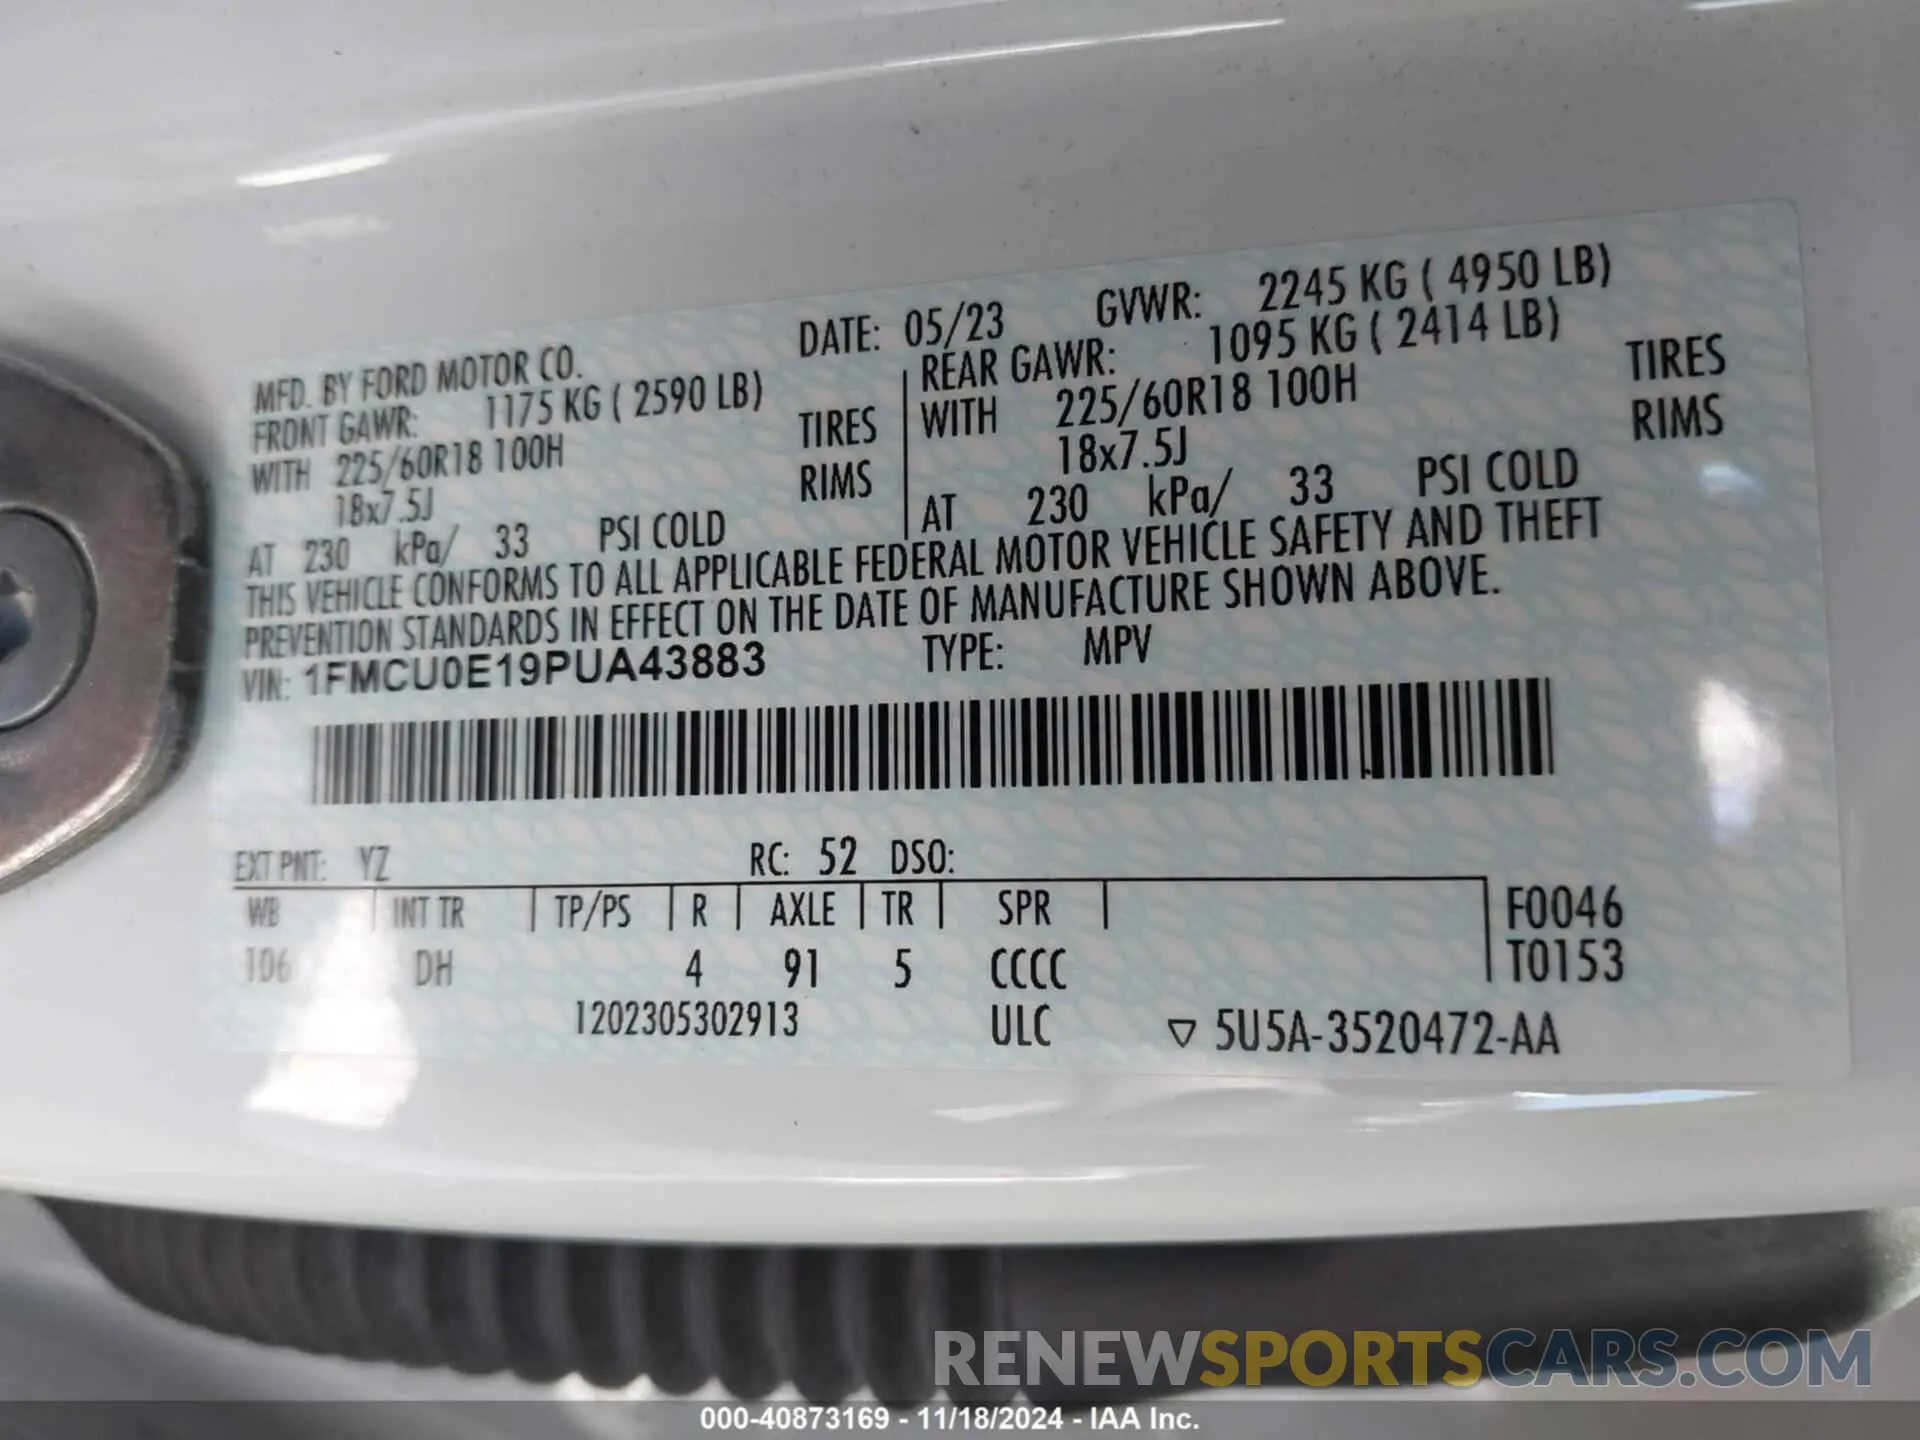 MFD. BY FORD MOTOR CO. DATE: 05/23 GVWR: 2245 KG ( 4950 LB)
FRONT GAWR: 1175 KG ( 2590 LB) REAR GAWR: 1095 KG ( 2414 LB)
WITH 225/60R18 100H TIRES WITH 225/60R18 100H TIRES
18x7.5J RIMS 18x7.5J RIMS
AT 230 kPa/ 33 PSI COLD AT 230 kPa/ 33 PSI COLD
THIS VEHICLE CONFORMS TO ALL APPLICABLE FEDERAL MOTOR VEHICLE SAFETY AND THEFT
PREVENTION STANDARDS IN EFFECT ON THE DATE OF MANUFACTURE SHOWN ABOVE.
VIN: 1FMCU0E19PUA43883 TYPE: MPV
EXT PNT: YZ RC: 52 DSO:
WB INT TR TP/PS R AXLE TR SPR F0046
106 DH 4 91 5 CCCC T0153
1202305302913 ULC ▽ 5U5A-3520472-AA
RENEWSPORTSCARS.COM
000-40873169 - 11/18/2024 - IAA Inc.